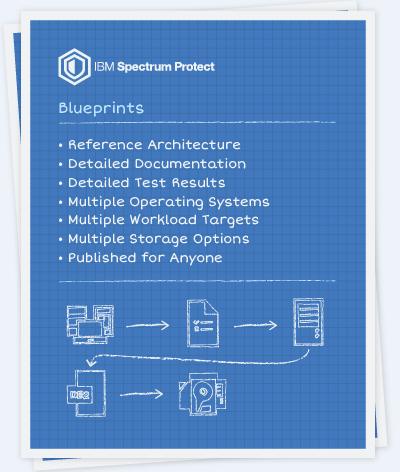 IBM Spectrum Protect
Blueprints
• Reference Architecture
• Detailed Documentation
• Detailed Test Results
• Multiple Operating Systems
• Multiple Workload Targets
• Multiple Storage Options
• Published for Anyone